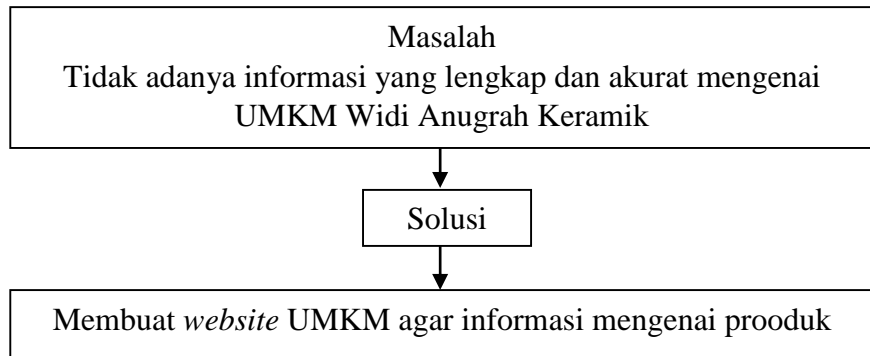 Masalah
Tidak adanya informasi yang lengkap dan akurat mengenai
UMKM Widi Anugrah Keramik
Solusi
Membuat website UMKM agar informasi mengenai prooduk